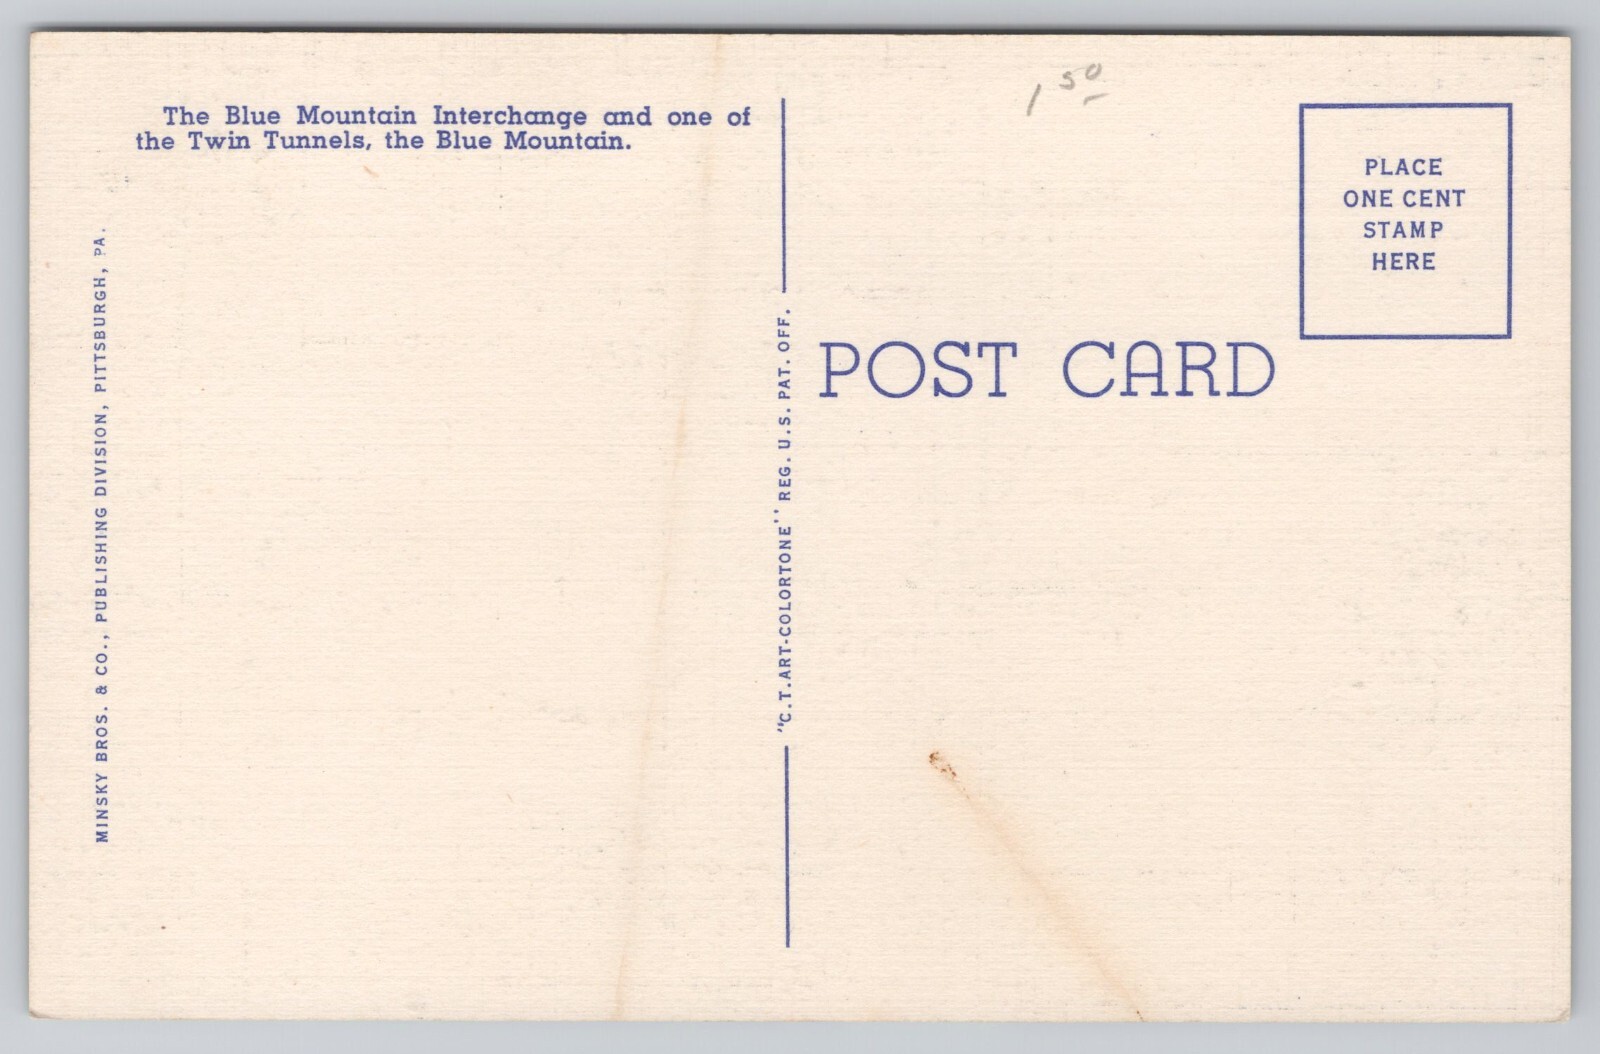 The Blue Mountain Interchange and one of
the Twin Tunnels, the Blue Mountain.
MINSKY BROS. & CO., PUBLISHING DIVISION, PITTSBURGH, PA.
"C.T. ART-COLORTONE" REG. U.S. PAT. OFF.
1 50
PLACE
ONE CENT
STAMP
HERE
POST CARD